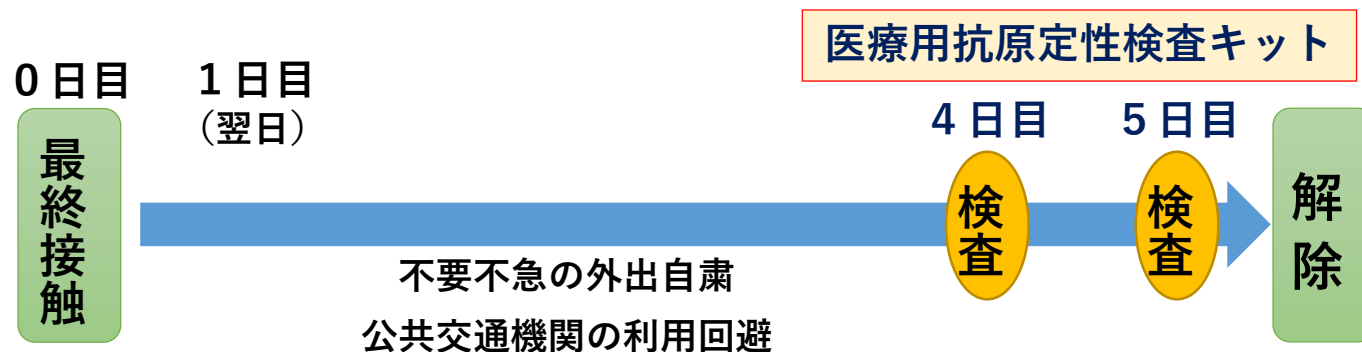 医療用抗原定性検査キット
0日目
1日目
（翌日）
4日目
5日目
最終接触
検査
検査
解除
不要不急の外出自粛
公共交通機関の利用回避